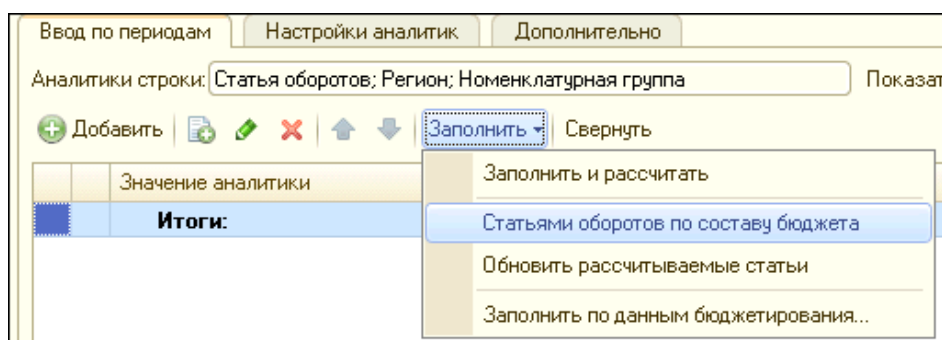 Ввод по периодам Настройки аналитик Дополнительно
Аналитики строки: Статья оборотов; Регион; Номенклатурная группа Показат
Добавить Заполнить Свернуть
Значение аналитики
Итоги:
Заполнить и рассчитать
Статьями оборотов по составу бюджета
Обновить рассчитываемые статьи
Заполнить по данным бюджетирования...